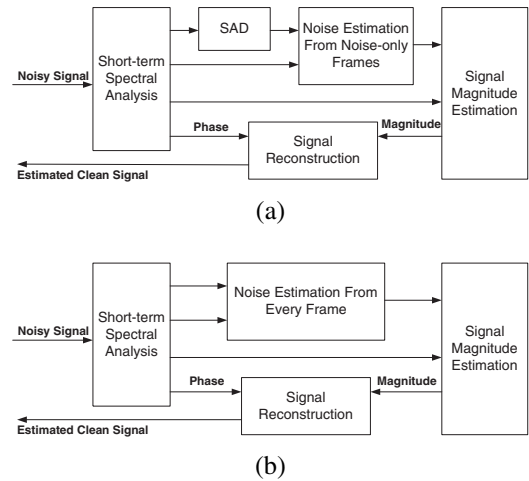 SAD
Noise Estimation
From Noise-only
Frames
Short-term
Spectral
Analysis
Noisy Signal
Signal
Magnitude
Estimation
Phase
Signal
Reconstruction
Magnitude
Estimated Clean Signal
(a)
Short-term
Spectral
Analysis
Noise Estimation From
Every Frame
Noisy Signal
Signal
Magnitude
Estimation
Phase
Signal
Reconstruction
Magnitude
Estimated Clean Signal
(b)